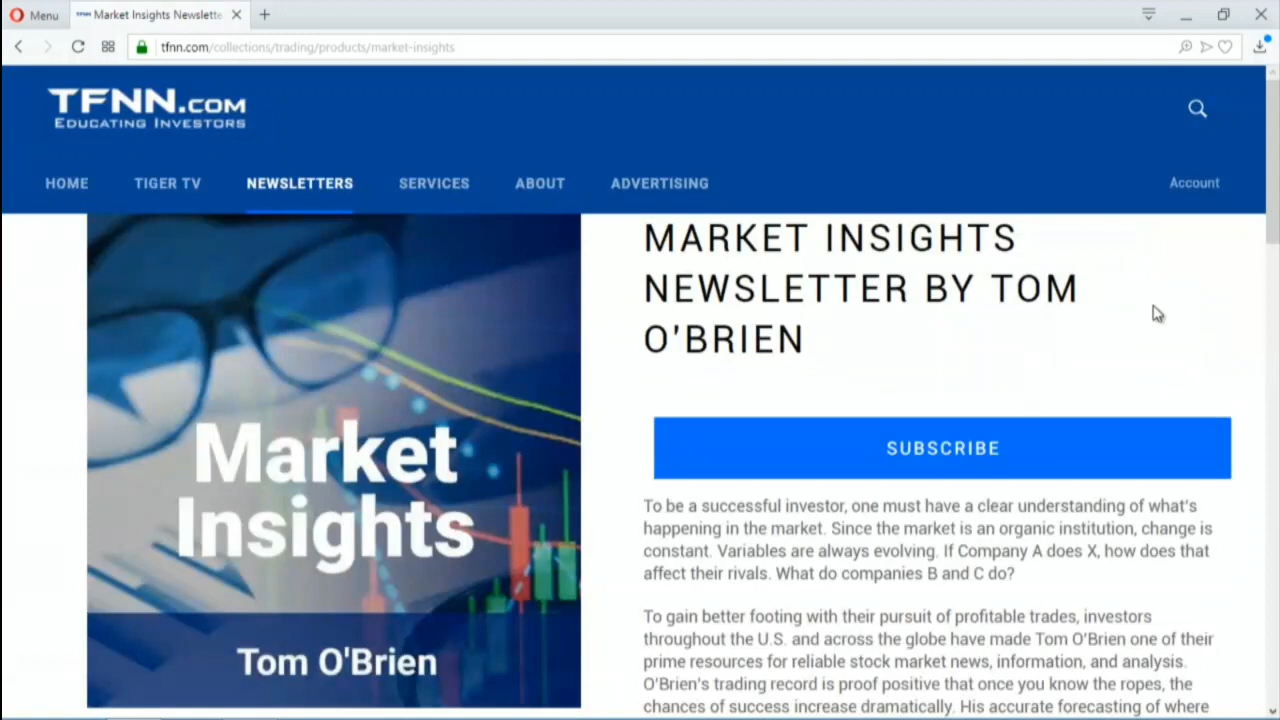 Menu
TFNN Market Insights Newslette
tfnn.com/collections/trading/products/market-insights
TFNN.COM
EDUCATING INVESTORS
HOME TIGER TV NEWSLETTERS SERVICES ABOUT ADVERTISING Account
Market
Insights
Tom O'Brien
MARKET INSIGHTS
NEWSLETTER BY TOM
O'BRIEN
SUBSCRIBE
To be a successful investor, one must have a clear understanding of what's
happening in the market. Since the market is an organic institution, change is
constant. Variables are always evolving. If Company A does X, how does that
affect their rivals. What do companies B and C do?
To gain better footing with their pursuit of profitable trades, investors
throughout the U.S. and across the globe have made Tom O'Brien one of their
prime resources for reliable stock market news, information, and analysis.
O'Brien's trading record is proof positive that once you know the ropes, the
chances of success increase dramatically. His accurate forecasting of where